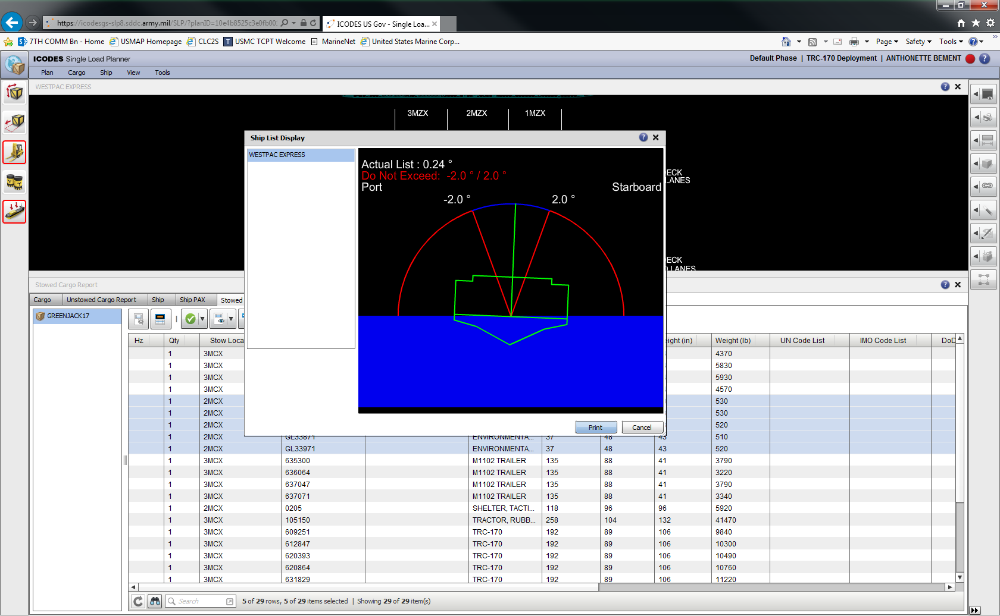 https://icodesgs-slp8.sddc.army.mil/SLP/?planID=10e4b8525c3e0fb00:
ICODES US Gov - Single Loa...
7TH COMM Bn - Home USMAP Homepage CLC2S USMC TCPT Welcome MarineNet United States Marine Corp...
Page Safety Tools
ICODES Single Load Planner
Default Phase | TRC-170 Deployment | ANTHONETTE BEMENT
Plan Cargo Ship View Tools
WESTPAC EXPRESS
3MZX 2MZX 1MZX
Ship List Display
WESTPAC EXPRESS
Actual List : 0.24 °
Do Not Exceed: -2.0 ° / 2.0 °
Port Starboard
-2.0 ° 2.0 °
ECK
LANES
ECK
LANES
Print Cancel
Stowed Cargo Report
Cargo Unstowed Cargo Report Ship Ship PAX Stowed
GREENJACK17
Hz Qty Stow Loca eight (in) Weight (lb) UN Code List IMO Code List DoD
1 3MCX 4370
1 3MCX 5830
1 3MCX 5930
1 3MCX 4570
1 2MCX 530
1 2MCX 530
1 2MCX 520
1 2MCX GL33871 ENVIRONMENTA... 37 48 43 510
1 2MCX GL33971 ENVIRONMENTA... 37 48 43 520
1 3MCX 635300 M1102 TRAILER 135 88 41 3790
1 3MCX 636064 M1102 TRAILER 135 88 41 3220
1 3MCX 637047 M1102 TRAILER 135 88 41 3790
1 3MCX 637071 M1102 TRAILER 135 88 41 3340
1 2MCX 0205 SHELTER, TACTI... 118 96 96 5920
1 3MCX 105150 TRACTOR, RUBB... 258 104 132 41470
1 3MCX 609251 TRC-170 192 89 106 9840
1 3MCX 612847 TRC-170 192 89 106 10300
1 3MCX 620393 TRC-170 192 89 106 10490
1 3MCX 620864 TRC-170 192 89 106 10760
1 3MCX 631829 TRC-170 192 89 106 11220
Search 5 of 29 rows, 5 of 29 items selected | Showing 29 of 29 item(s)